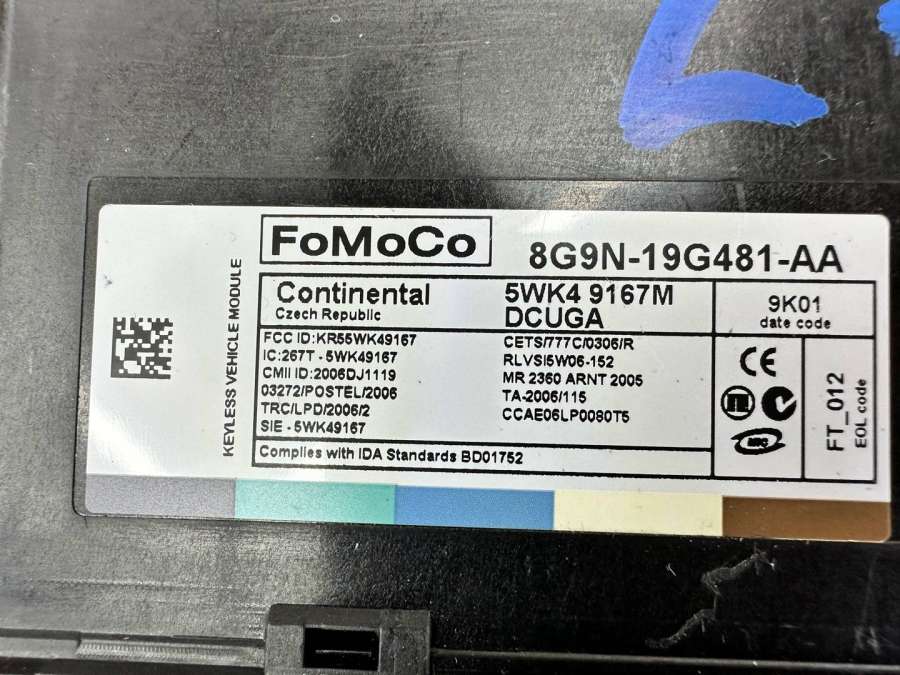 FoMoCo
8G9N-19G481-AA
KEYLESS VEHICLE MODULE
Continental
Czech Republic
5WK4 9167M
DCUGA
9K01
date code
FCC ID:KR55WK49167
IC:267T - 5WK49167
CMII ID:2006DJ1119
03272/POSTEL/2006
TRC/LPD/2006/2
SIE - 5WK49167
CETS/777C/0306/R
RLVSI5W06-152
MR 2360 ARNT 2005
TA-2006/115
CCAE06LP0080T5
Complies with IDA Standards BD01752
CE
MIC
FT_012
EOL code